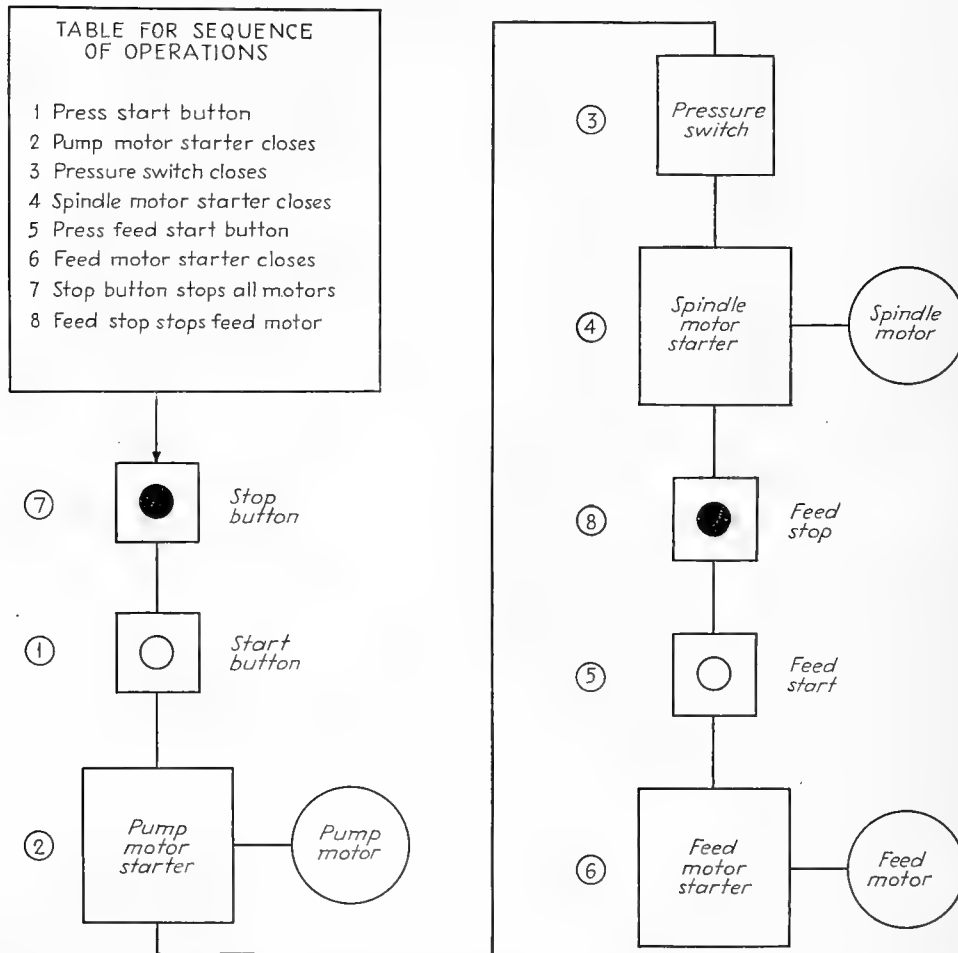 TABLE FOR SEQUENCE
OF OPERATIONS
1 Press start button
2 Pump motor starter closes
3 Pressure switch closes
4 Spindle motor starter closes
5 Press feed start button
6 Feed motor starter closes
7 Stop button stops all motors
8 Feed stop stops feed motor
7
Stop
button
1
Start
button
2
Pump
motor
starter
Pump
motor
3
Pressure
switch
4
Spindle
motor
starter
Spindle
motor
8
Feed
stop
5
Feed
start
6
Feed
motor
starter
Feed
motor